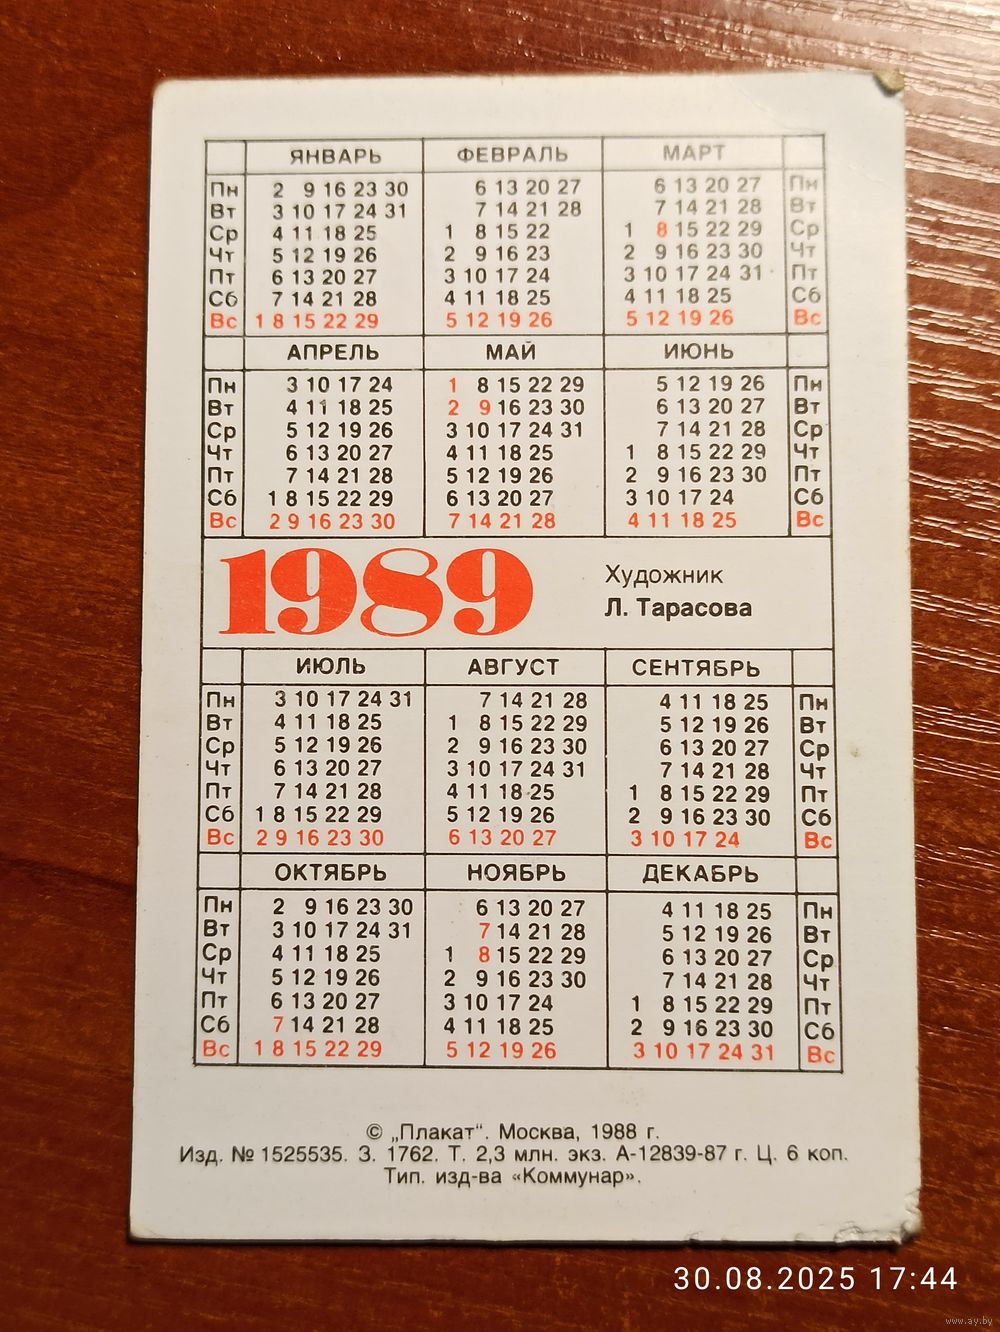 ЯНВАРЬ ФЕВРАЛЬ МАРТ
Пн 2 9 16 23 30 6 13 20 27 6 13 20 27 Пн
Вт 3 10 17 24 31 7 14 21 28 7 14 21 28 Вт
Ср 4 11 18 25 1 8 15 22 1 8 15 22 29 Ср
Чт 5 12 19 26 2 9 16 23 2 9 16 23 30 Чт
Пт 6 13 20 27 3 10 17 24 3 10 17 24 31 Пт
Сб 7 14 21 28 4 11 18 25 4 11 18 25 Сб
Вс 1 8 15 22 29 5 12 19 26 5 12 19 26 Вс
АПРЕЛЬ МАЙ ИЮНЬ
Пн 3 10 17 24 1 8 15 22 29 5 12 19 26 Пн
Вт 4 11 18 25 2 9 16 23 30 6 13 20 27 Вт
Ср 5 12 19 26 3 10 17 24 31 7 14 21 28 Ср
Чт 6 13 20 27 4 11 18 25 1 8 15 22 29 Чт
Пт 7 14 21 28 5 12 19 26 2 9 16 23 30 Пт
Сб 1 8 15 22 29 6 13 20 27 3 10 17 24 Сб
Вс 2 9 16 23 30 7 14 21 28 4 11 18 25 Вс
1989
Художник
Л. Тарасова
ИЮЛЬ АВГУСТ СЕНТЯБРЬ
Пн 3 10 17 24 31 7 14 21 28 4 11 18 25 Пн
Вт 4 11 18 25 1 8 15 22 29 5 12 19 26 Вт
Ср 5 12 19 26 2 9 16 23 30 6 13 20 27 Ср
Чт 6 13 20 27 3 10 17 24 31 7 14 21 28 Чт
Пт 7 14 21 28 4 11 18 25 1 8 15 22 29 Пт
Сб 1 8 15 22 29 5 12 19 26 2 9 16 23 30 Сб
Вс 2 9 16 23 30 6 13 20 27 3 10 17 24 Вс
ОКТЯБРЬ НОЯБРЬ ДЕКАБРЬ
Пн 2 9 16 23 30 6 13 20 27 4 11 18 25 Пн
Вт 3 10 17 24 31 7 14 21 28 5 12 19 26 Вт
Ср 4 11 18 25 1 8 15 22 29 6 13 20 27 Ср
Чт 5 12 19 26 2 9 16 23 30 7 14 21 28 Чт
Пт 6 13 20 27 3 10 17 24 1 8 15 22 29 Пт
Сб 7 14 21 28 4 11 18 25 2 9 16 23 30 Сб
Вс 1 8 15 22 29 5 12 19 26 3 10 17 24 31 Вс
© „Плакат“. Москва, 1988 г.
Изд. № 1525535. З. 1762. Т. 2,3 млн. экз. А-12839-87 г. Ц. 6 коп.
Тип. изд-ва «Коммунар».
30.08.2025 17:44
www.ay.by